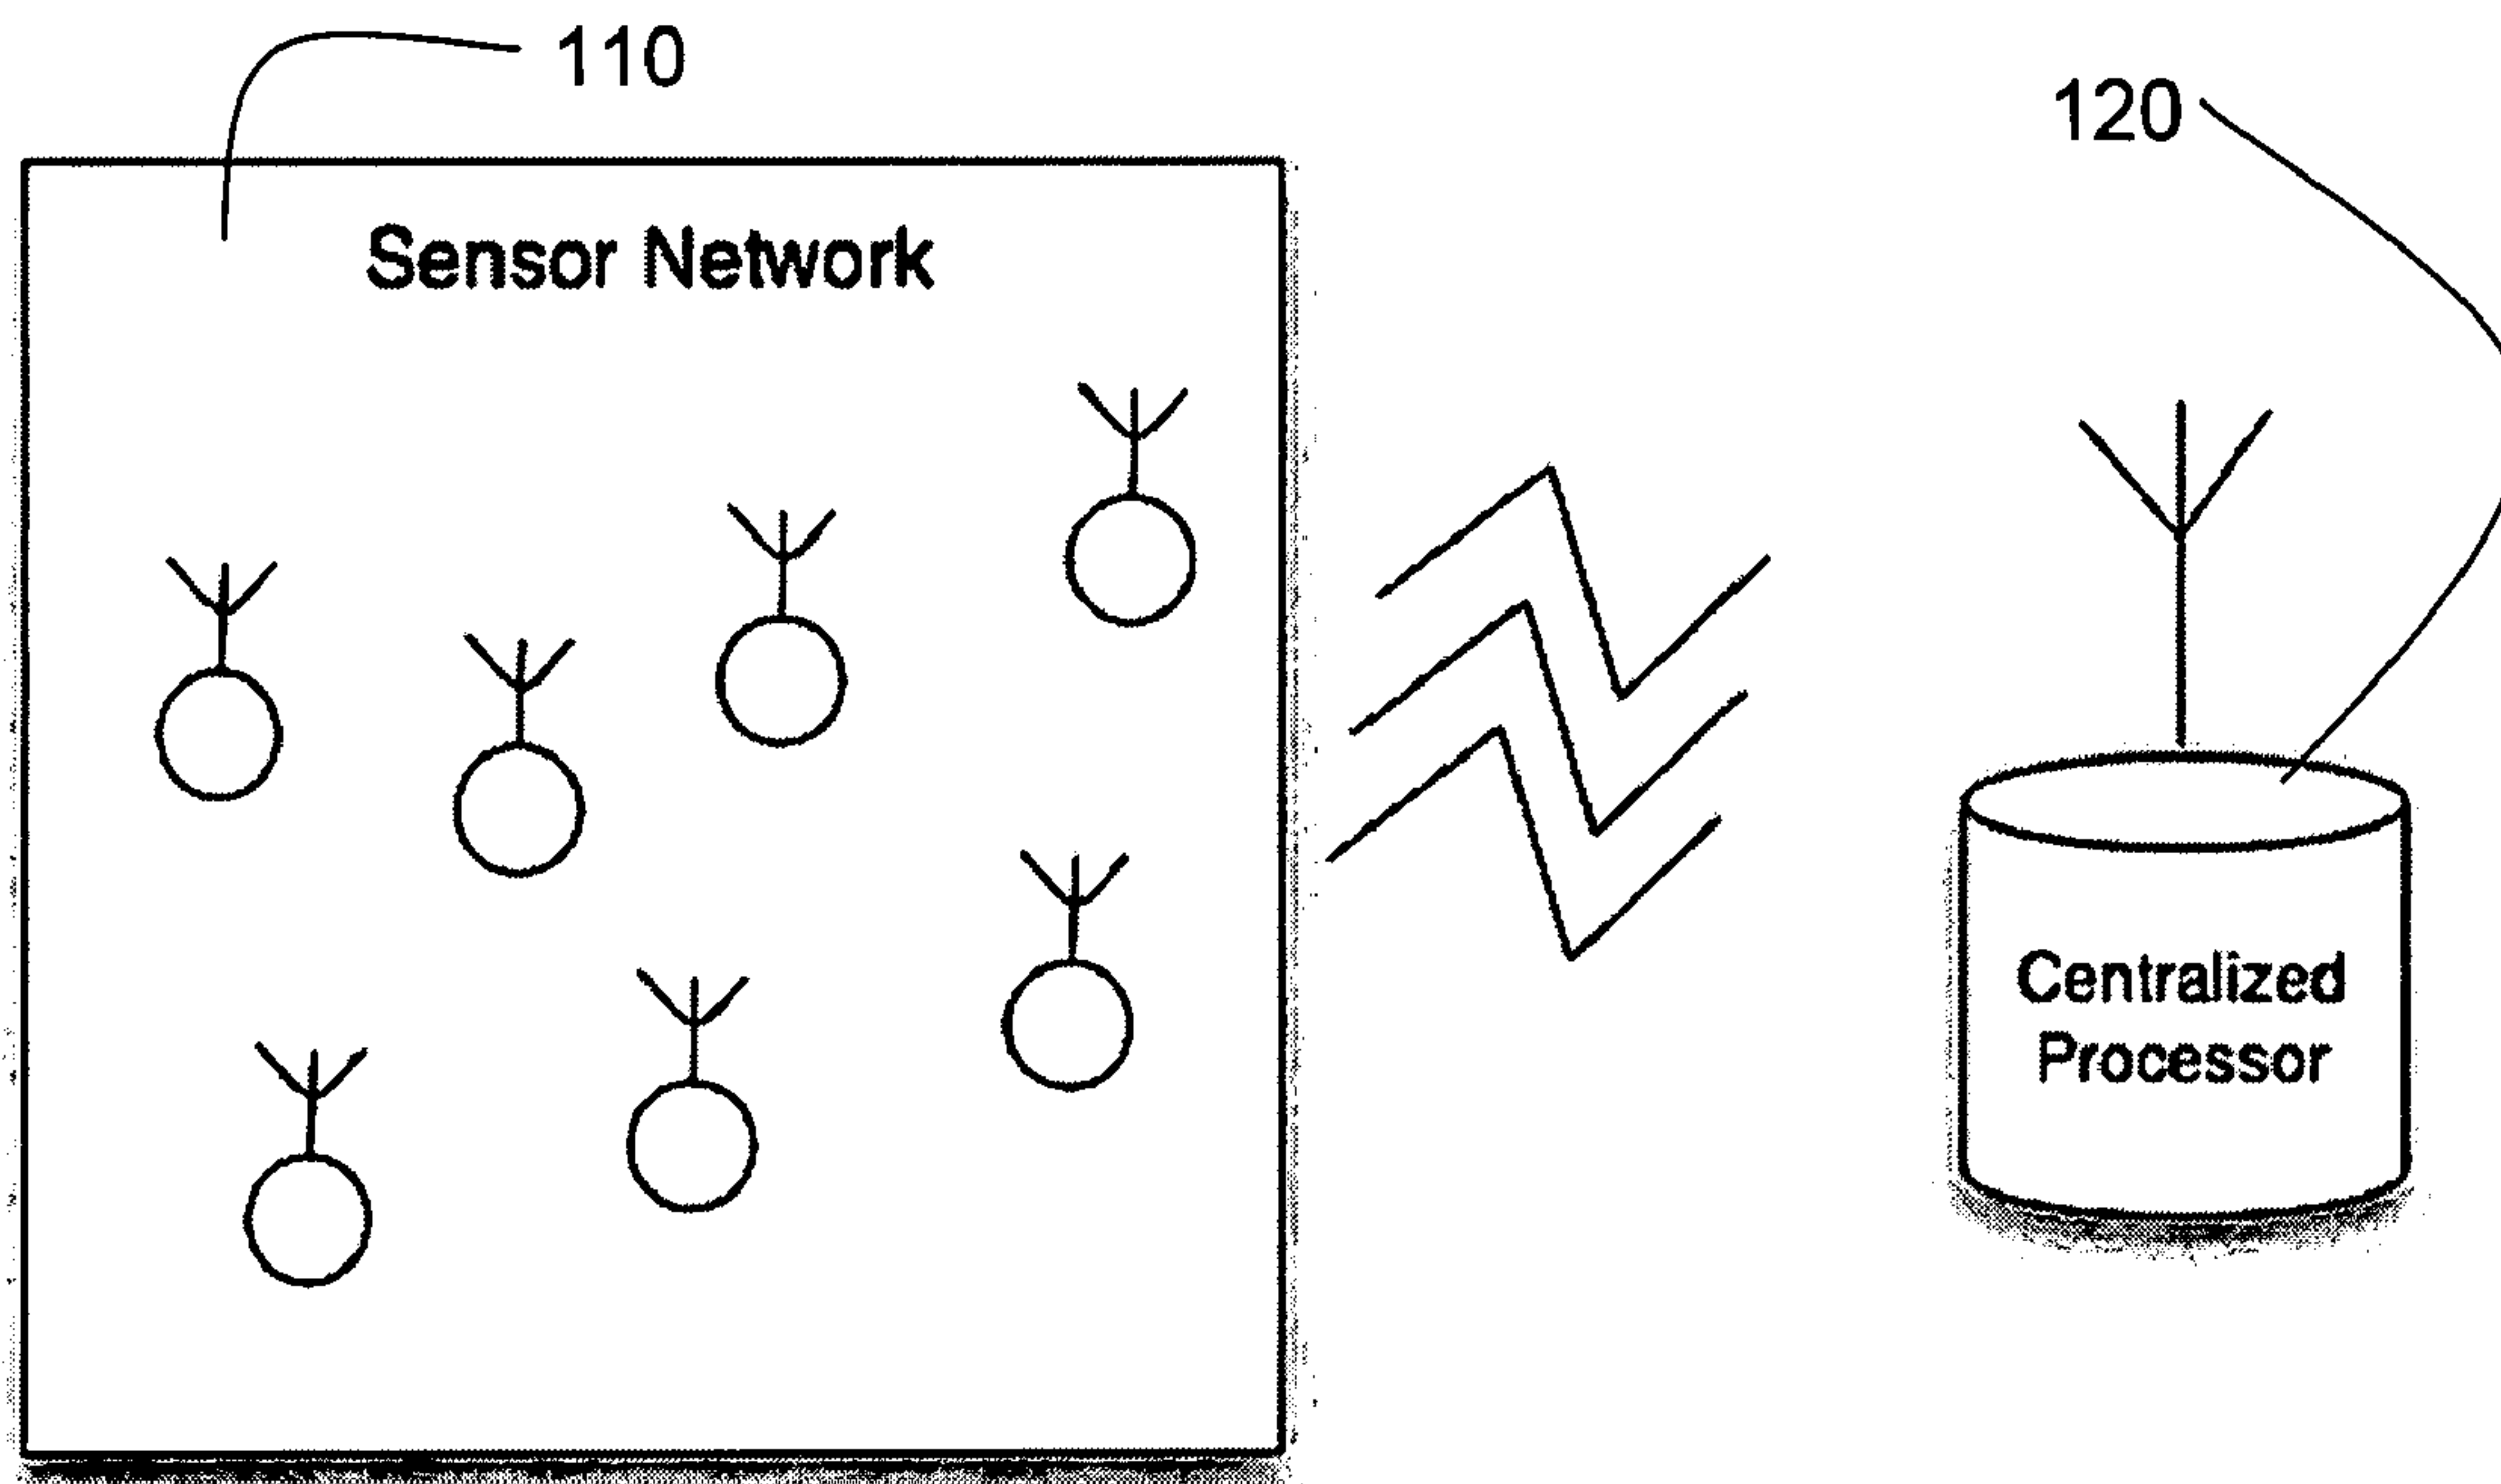 110
120
Sensor Network
Centralized
Processor